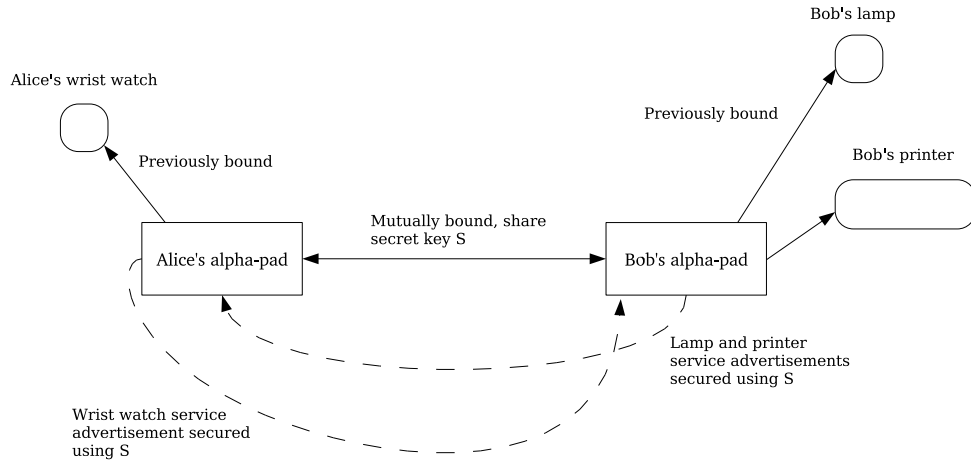 Bob's lamp
Alice's wrist watch
Previously bound
Previously bound
Bob's printer
Mutually bound, share
secret key S
Alice's alpha-pad
Bob's alpha-pad
Lamp and printer
service advertisements
secured using S
Wrist watch service
advertisement secured
using S